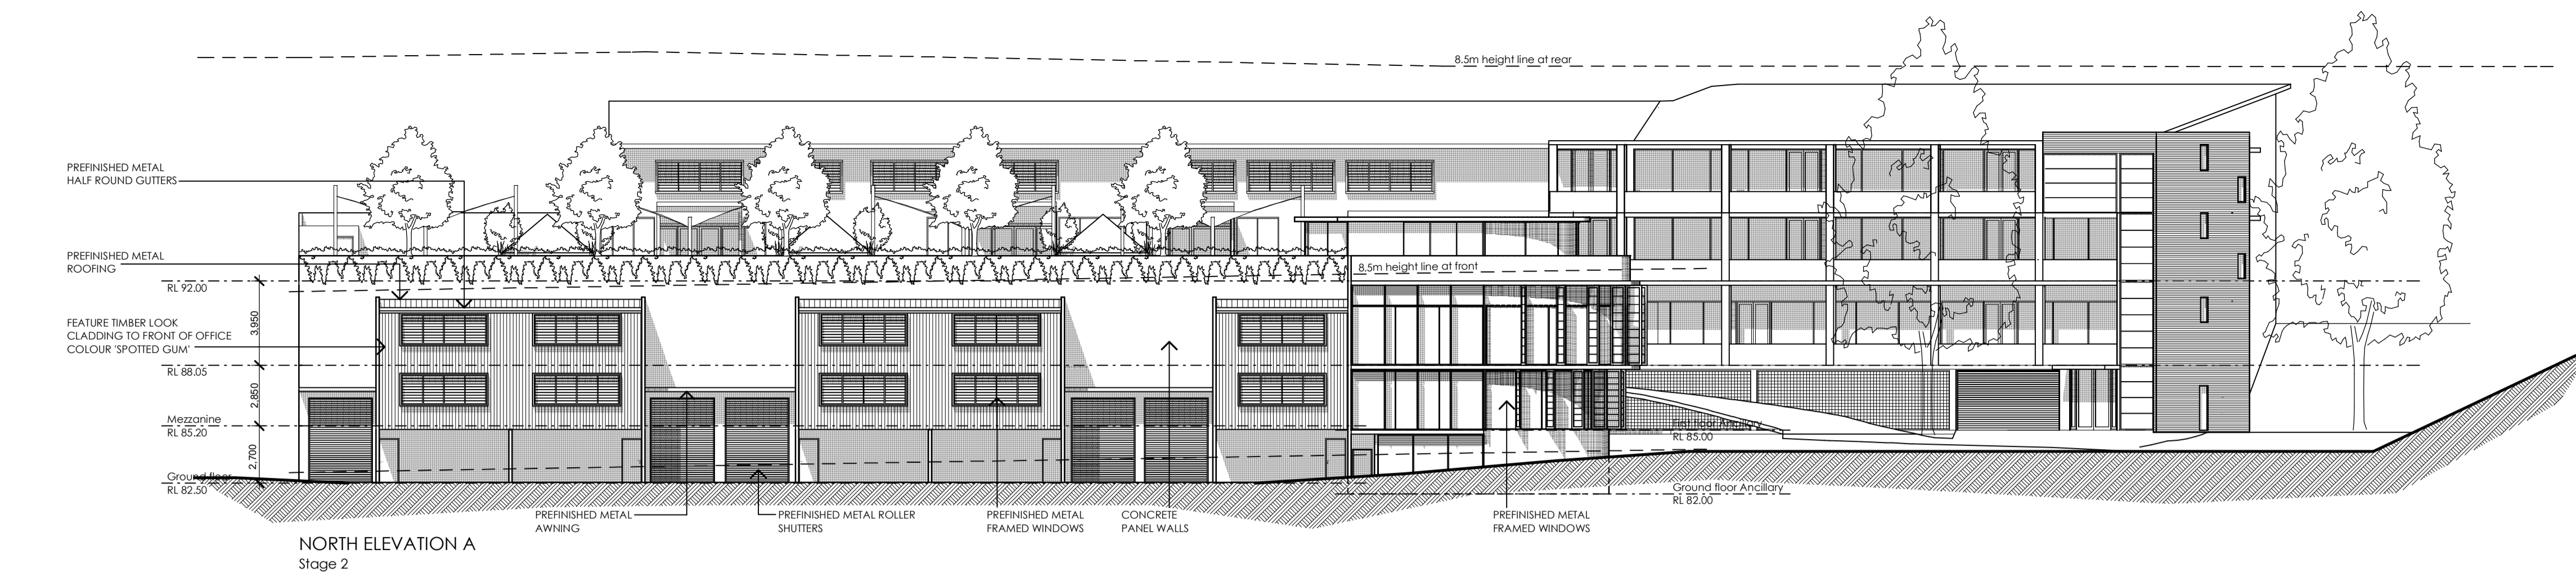 8.5m height line at rear
PREFINISHED METAL
HALF ROUND GUTTERS
PREFINISHED METAL
ROOFING
8.5m height line at front
RL 92.00
3,950
FEATURE TIMBER LOOK
CLADDING TO FRONT OF OFFICE
COLOUR 'SPOTTED GUM'
RL 88.05
2,850
Mezzanine
RL 85.20
First floor Ancillary
RL 85.00
2,700
Ground floor
RL 82.50
Ground floor Ancillary
RL 82.00
PREFINISHED METAL
AWNING
PREFINISHED METAL ROLLER
SHUTTERS
PREFINISHED METAL
FRAMED WINDOWS
CONCRETE
PANEL WALLS
PREFINISHED METAL
FRAMED WINDOWS
NORTH ELEVATION A
Stage 2